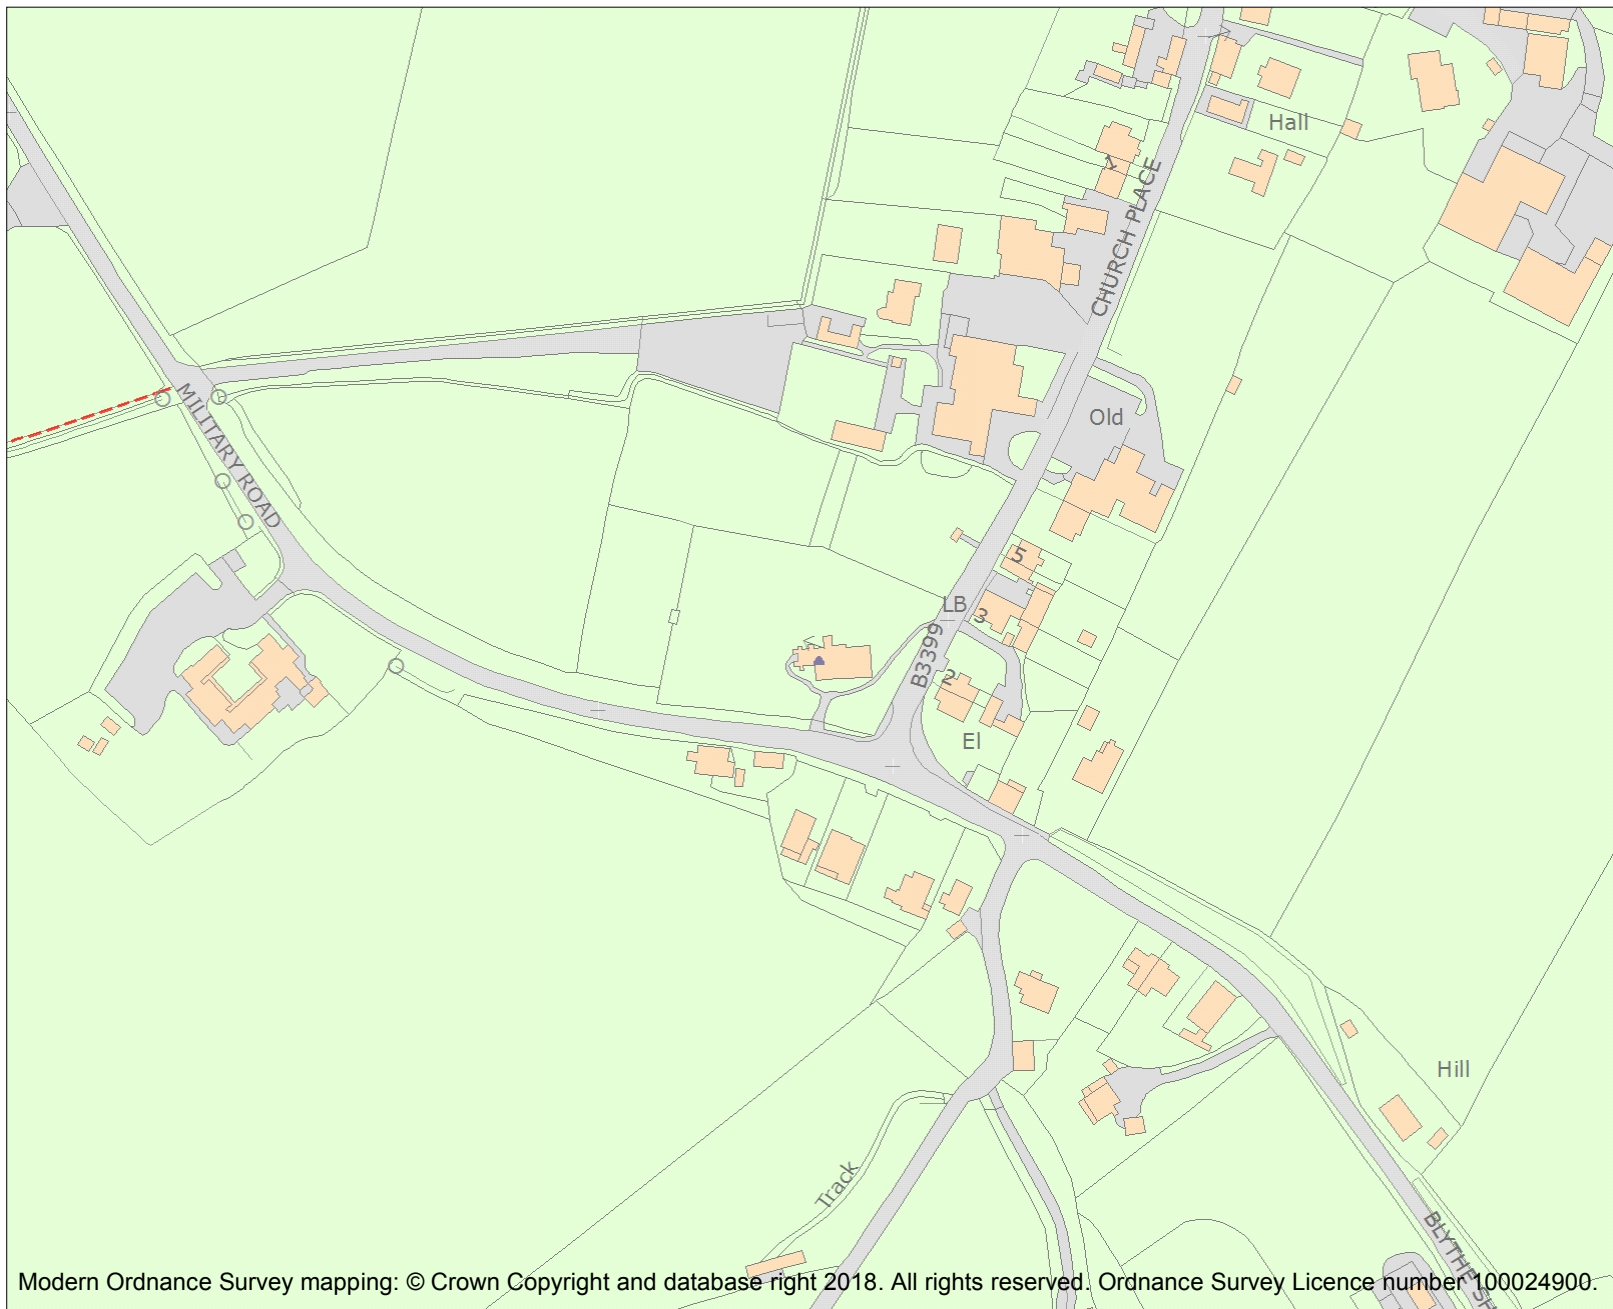 Hall
1
CHURCH PLACE
MILITARY ROAD
Old
5
LB
3
B3399
2
El
Hill
Track
BLYTHE SH
Modern Ordnance Survey mapping: © Crown Copyright and database right 2018. All rights reserved. Ordnance Survey Licence number 100024900.